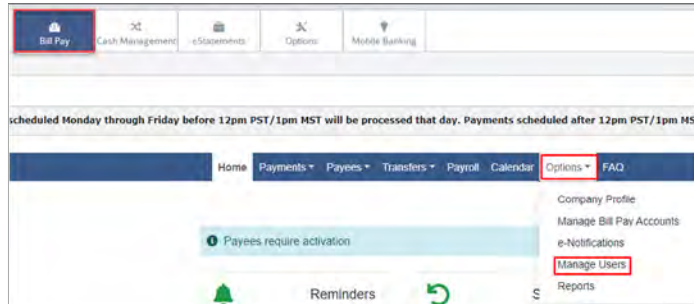 Bill Pay Cash Management eStatements Options Mobile Banking
scheduled Monday through Friday before 12pm PST/1pm MST will be processed that day. Payments scheduled after 12pm PST/1pm MS
Home Payments Payees Transfers Payroll Calendar Options FAQ
Company Profile
Manage Bill Pay Accounts
Payees require activation
e-Notifications
Manage Users
Reminders S Reports